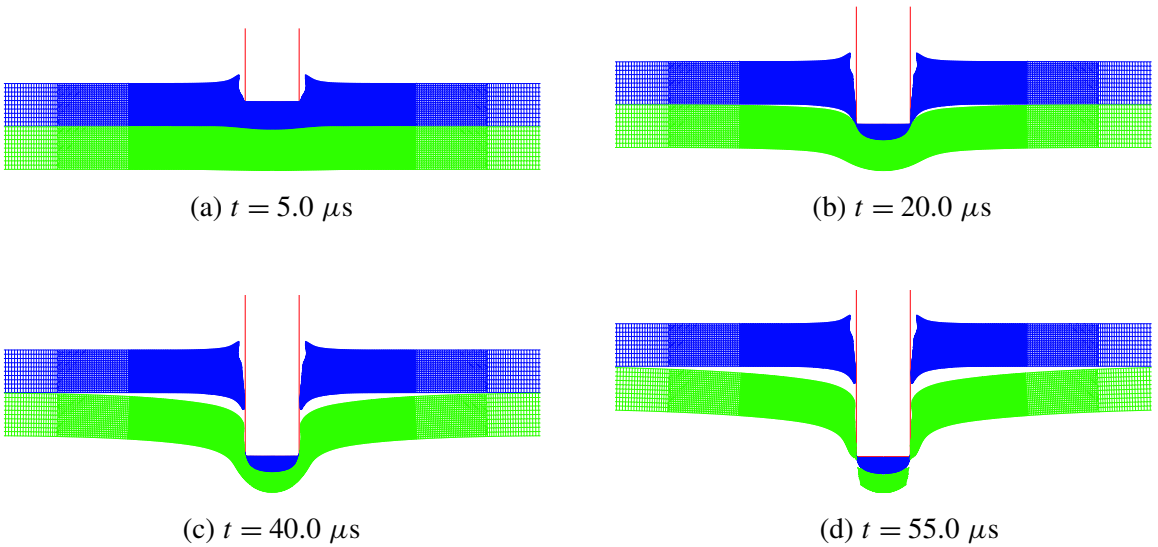 (a) t = 5.0 μs
(b) t = 20.0 μs
(c) t = 40.0 μs
(d) t = 55.0 μs